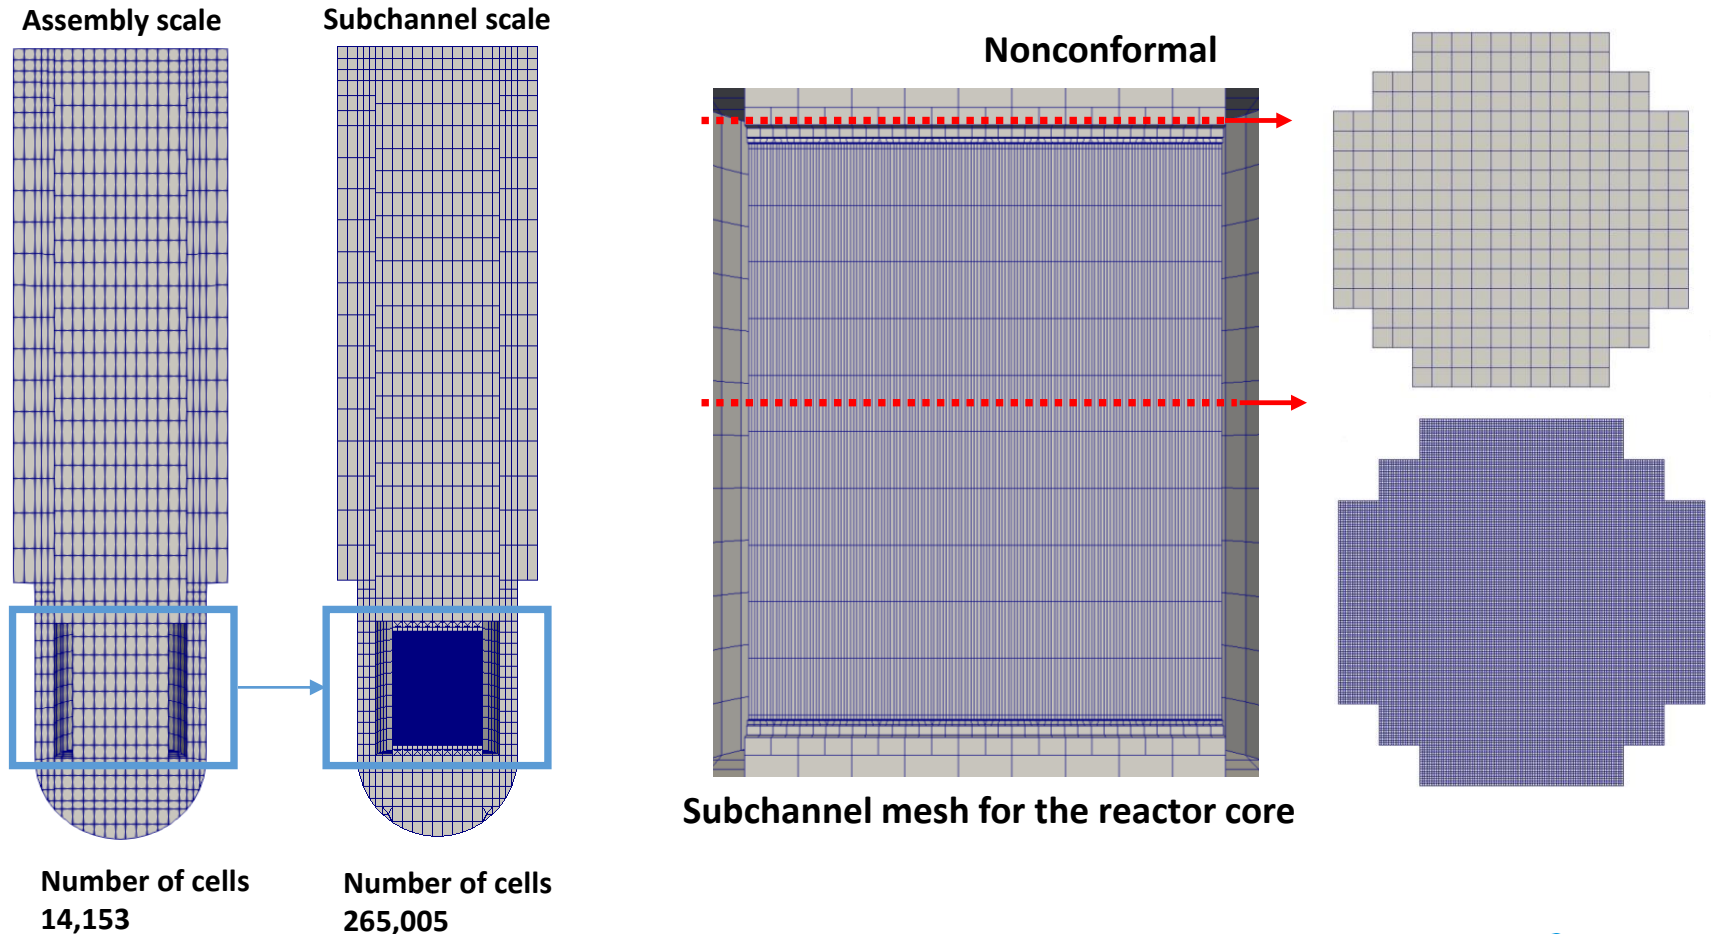 Assembly scale
Subchannel scale
Nonconformal
Subchannel mesh for the reactor core
Number of cells
14,153
Number of cells
265,005